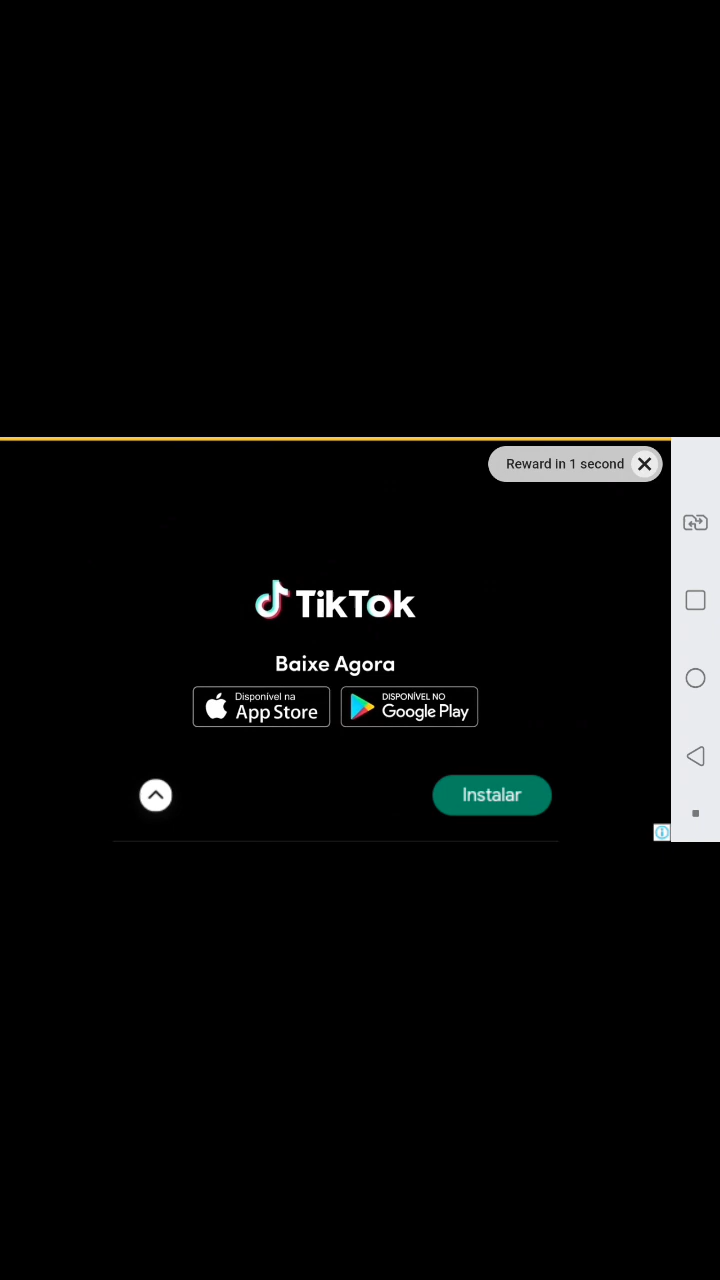 Reward in 1 second
TikTok
Baixe Agora
Disponível na
App Store
DISPONÍVEL NO
Google Play
Instalar